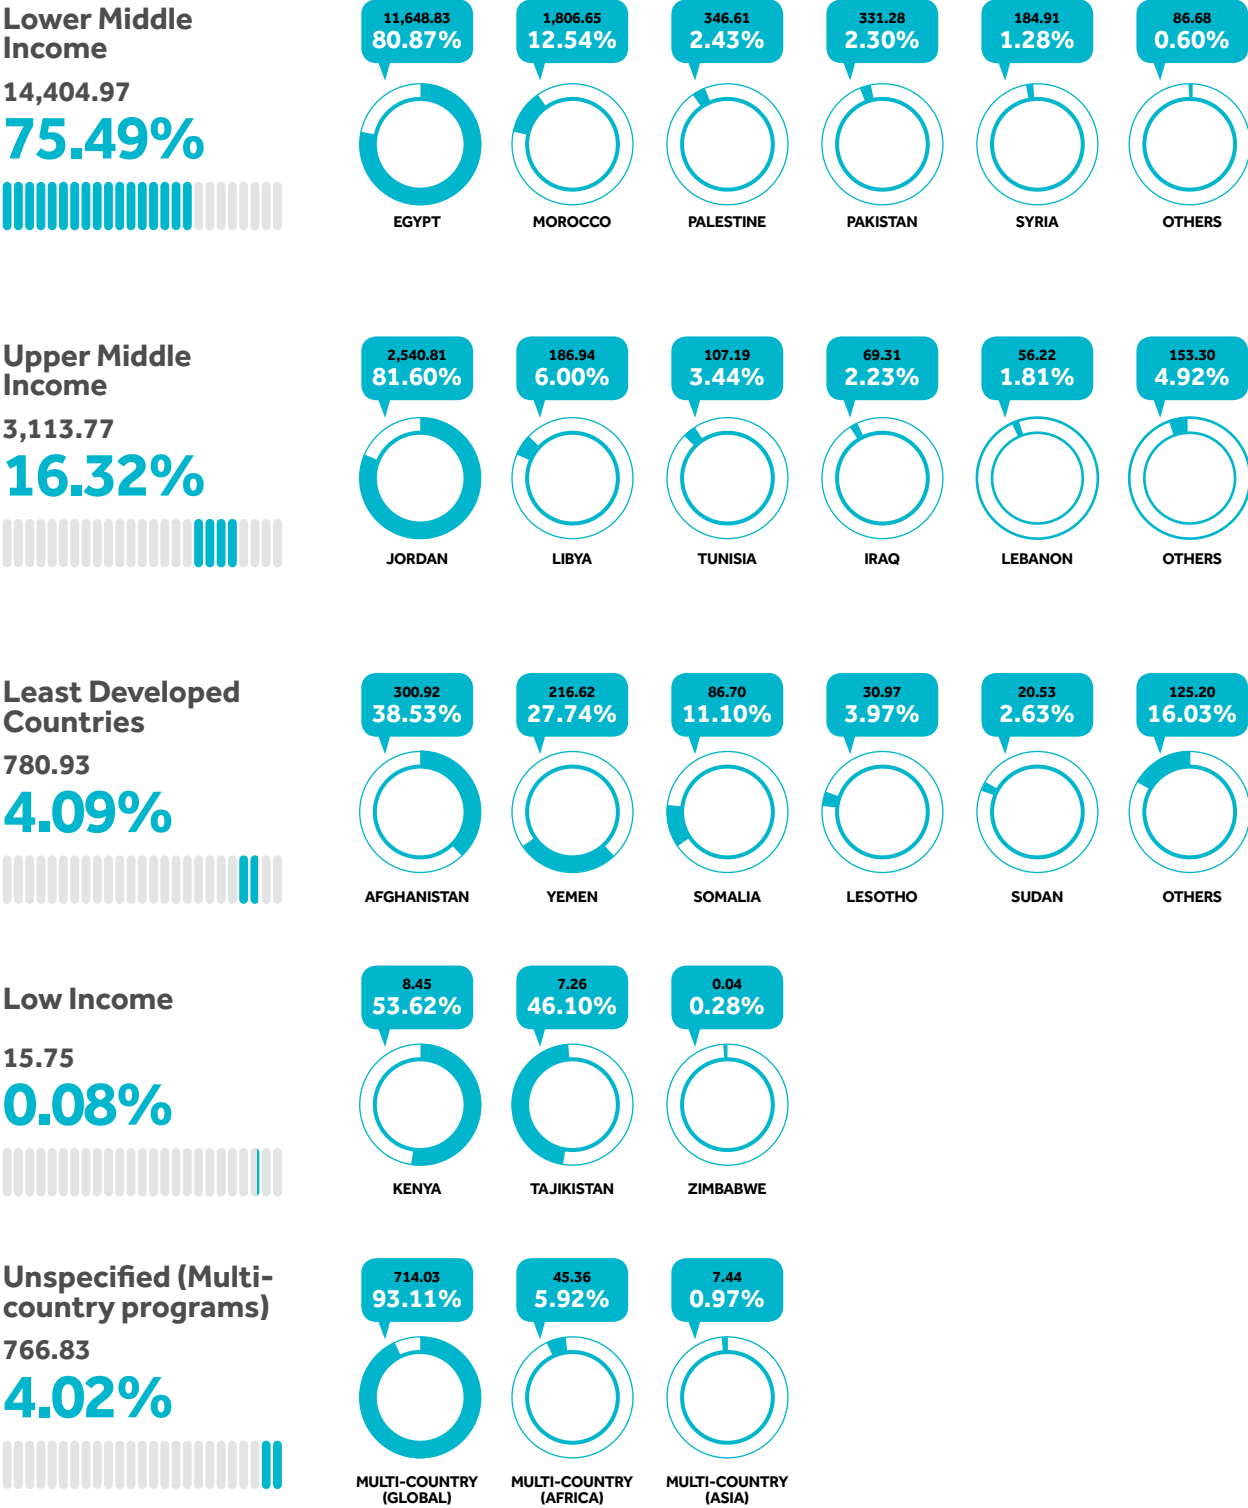 Lower Middle
Income
14,404.97
75.49%
11,648.83
80.87%
EGYPT
1,806.65
12.54%
MOROCCO
346.61
2.43%
PALESTINE
331.28
2.30%
PAKISTAN
184.91
1.28%
SYRIA
86.68
0.60%
OTHERS
Upper Middle
Income
3,113.77
16.32%
2,540.81
81.60%
JORDAN
186.94
6.00%
LIBYA
107.19
3.44%
TUNISIA
69.31
2.23%
IRAQ
56.22
1.81%
LEBANON
153.30
4.92%
OTHERS
Least Developed
Countries
780.93
4.09%
300.92
38.53%
AFGHANISTAN
216.62
27.74%
YEMEN
86.70
11.10%
SOMALIA
30.97
3.97%
LESOTHO
20.53
2.63%
SUDAN
125.20
16.03%
OTHERS
Low Income
15.75
0.08%
8.45
53.62%
KENYA
7.26
46.10%
TAJIKISTAN
0.04
0.28%
ZIMBABWE
Unspecified (Multi-
country programs)
766.83
4.02%
714.03
93.11%
MULTI-COUNTRY
(GLOBAL)
45.36
5.92%
MULTI-COUNTRY
(AFRICA)
7.44
0.97%
MULTI-COUNTRY
(ASIA)